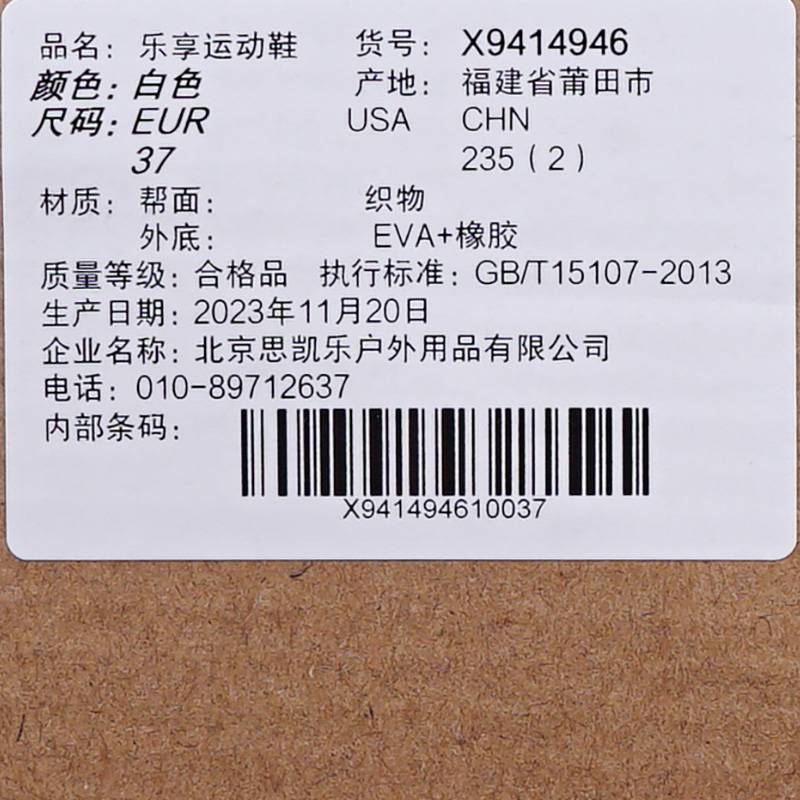 品名：乐享运动鞋 货号：X9414946
颜色：白色 产地：福建省莆田市
尺码：EUR USA CHN
37 235（2）
材质：帮面： 织物
外底： EVA+橡胶
质量等级：合格品 执行标准：GB/T15107-2013
生产日期：2023年11月20日
企业名称：北京思凯乐户外用品有限公司
电话：010-89712637
内部条码：
X941494610037